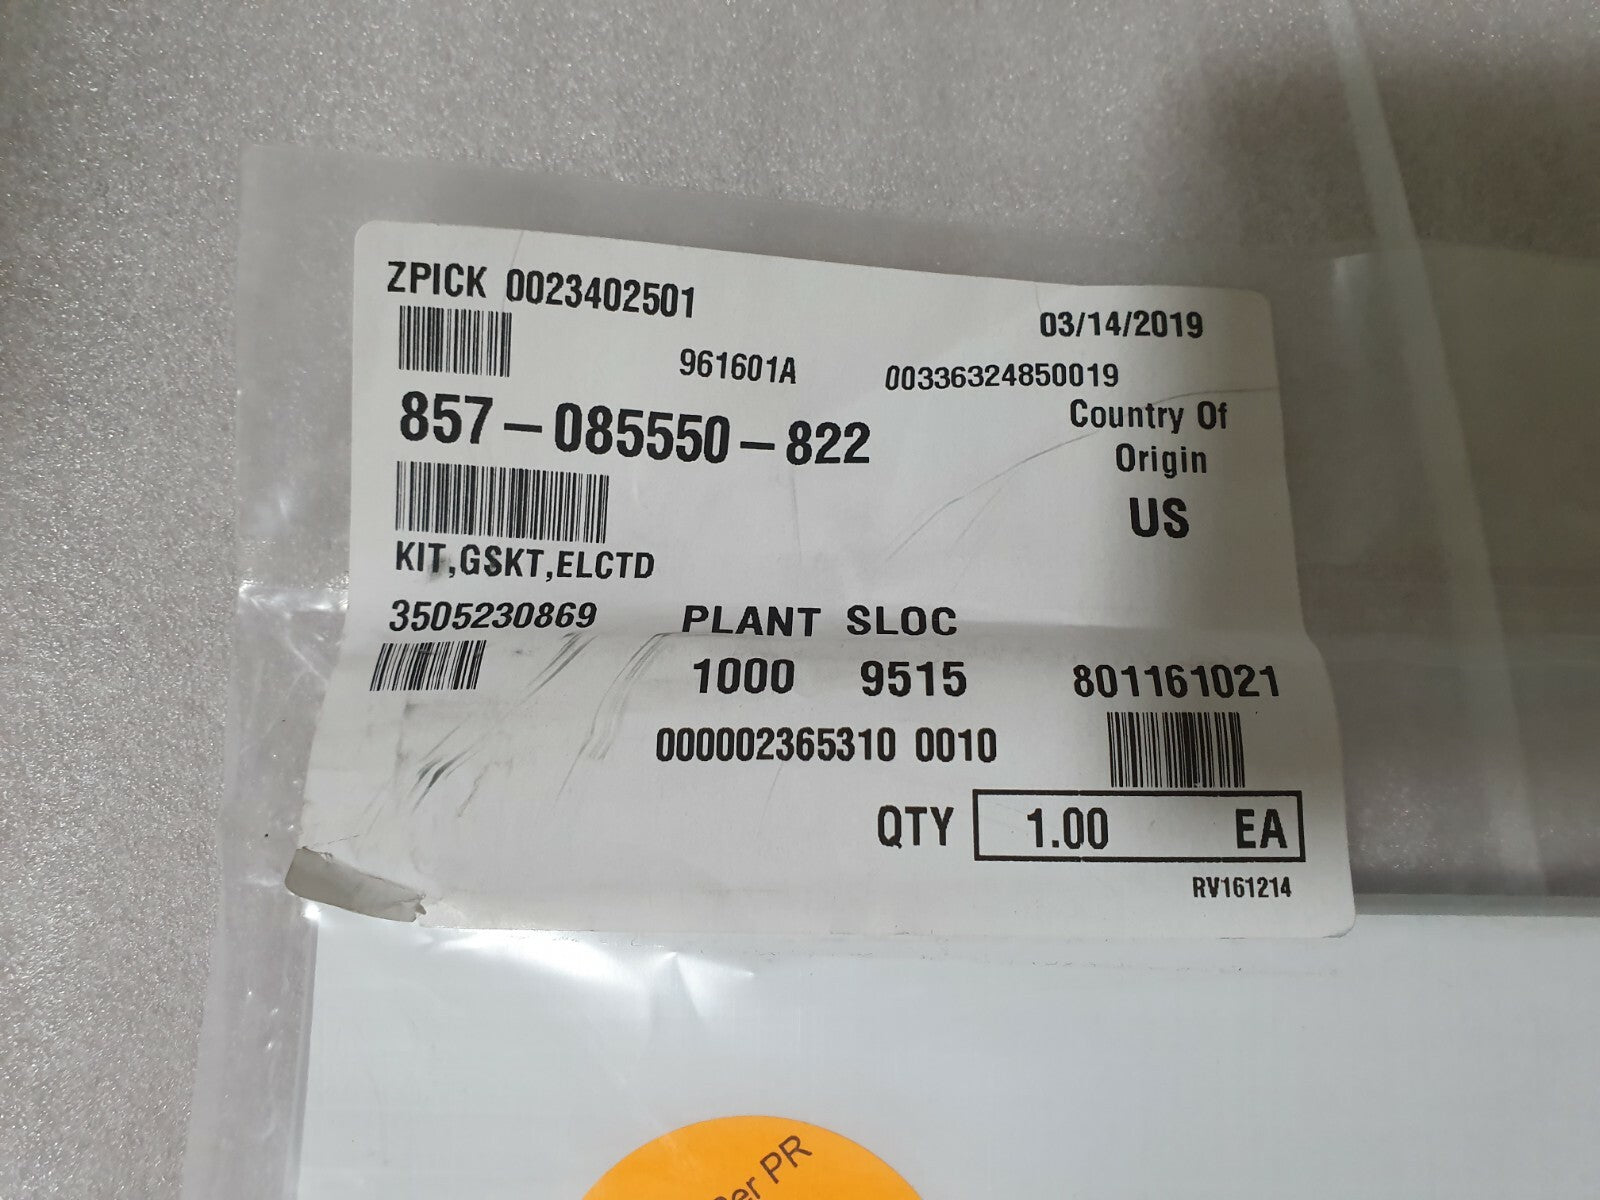 ZPICK 0023402501
03/14/2019
961601A
00336324850019
857-085550-822
Country Of
Origin
US
KIT,GSKT,ELCTD
3505230869
PLANT SLOC
1000 9515
801161021
000002365310 0010
QTY 1.00 EA
RV161214
PR